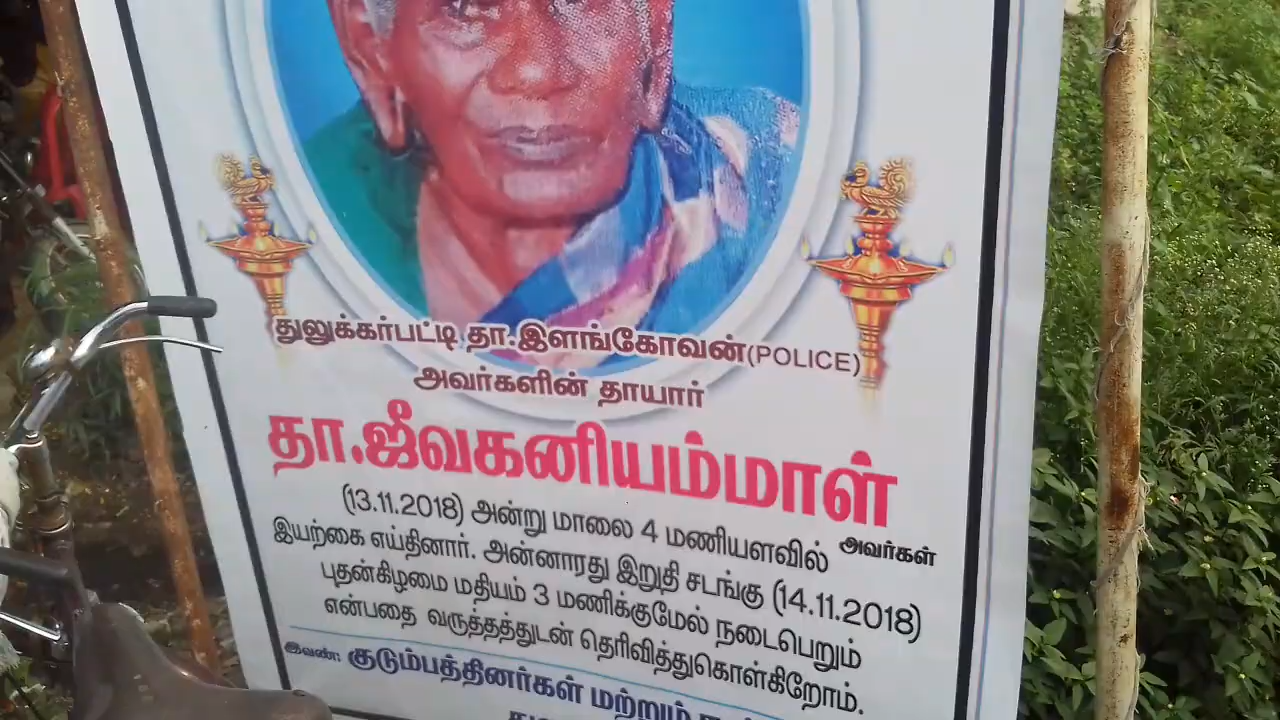 துலுக்கர்பட்டி தா.இளங்கோவன்(POLICE)
அவர்களின் தாயார்
தா.ஜீவகனியம்மாள்
அவர்கள்
(13.11.2018) அன்று மாலை 4 மணியளவில்
இயற்கை எய்தினார். அன்னாரது இறுதி சடங்கு (14.11.2018)
புதன்கிழமை மதியம் 3 மணிக்குமேல் நடைபெறும்
என்பதை வருத்தத்துடன் தெரிவித்துகொள்கிறோம்.
இவண்: குடும்பத்தினர்கள் மற்றும்